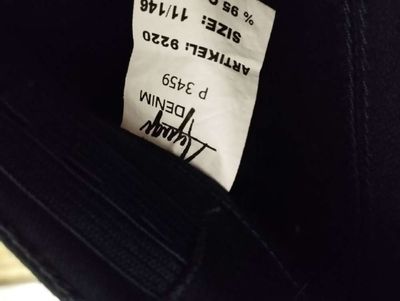 DENIM
P 3459
ARTIKEL: 9220
SIZE: 11/146
% 95 C